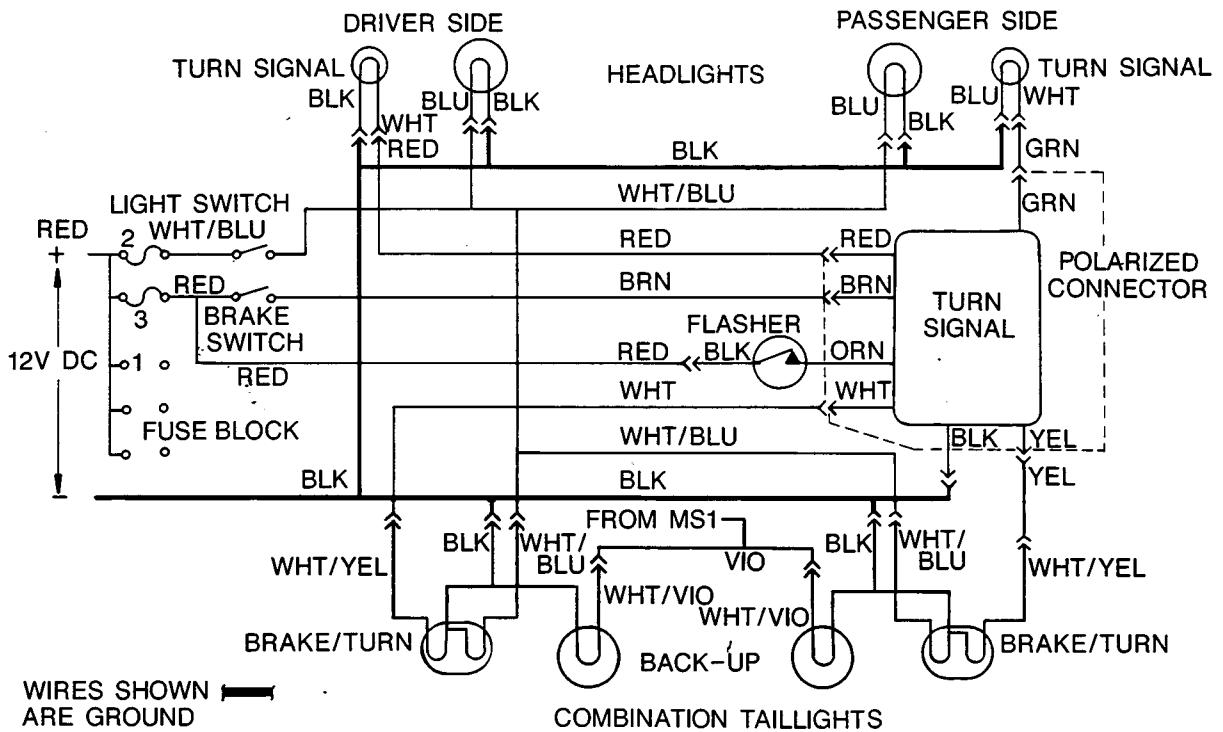 DRIVER SIDE
PASSENGER SIDE
TURN SIGNAL
HEADLIGHTS
TURN SIGNAL
BLK
BLU
BLK
BLU
BLU
WHT
WHT
BLK
RED
BLK
GRN
LIGHT SWITCH
WHT/BLU
GRN
RED
2
WHT/BLU
+
RED
RED
POLARIZED
CONNECTOR
RED
BRN
BRN
3
BRAKE
SWITCH
FLASHER
TURN
SIGNAL
12V DC
1
RED
RED
BLK
ORN
WHT
WHT
FUSE BLOCK
WHT/BLU
BLK
YEL
YEL
BLK
BLK
–
FROM MS1
BLK
WHT/
BLU
VIO
BLK
WHT/
BLU
WHT/YEL
WHT/VIO
WHT/VIO
WHT/YEL
BRAKE/TURN
BACK-UP
BRAKE/TURN
WIRES SHOWN
ARE GROUND
COMBINATION TAILLIGHTS